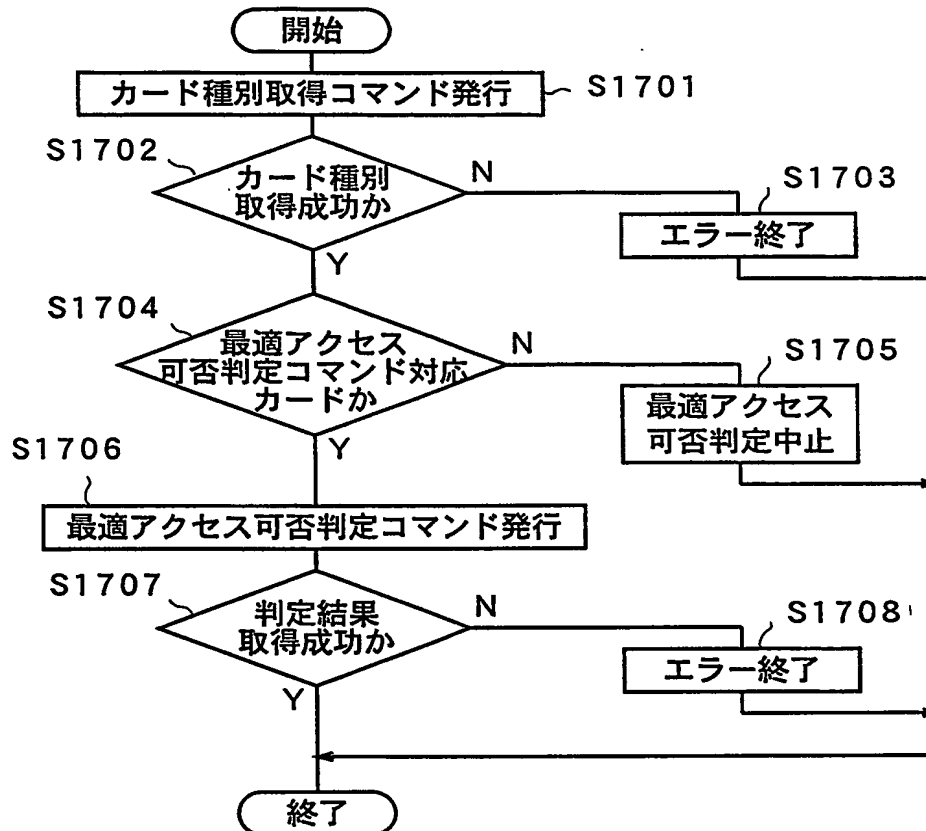 開始
カード種別取得コマンド発行
S1701
S1702
カード種別
取得成功か
N
Y
S1703
エラー終了
S1704
最適アクセス
可否判定コマンド対応
カードか
N
Y
S1705
最適アクセス
可否判定中止
S1706
最適アクセス可否判定コマンド発行
S1707
判定結果
取得成功か
N
Y
S1708
エラー終了
終了